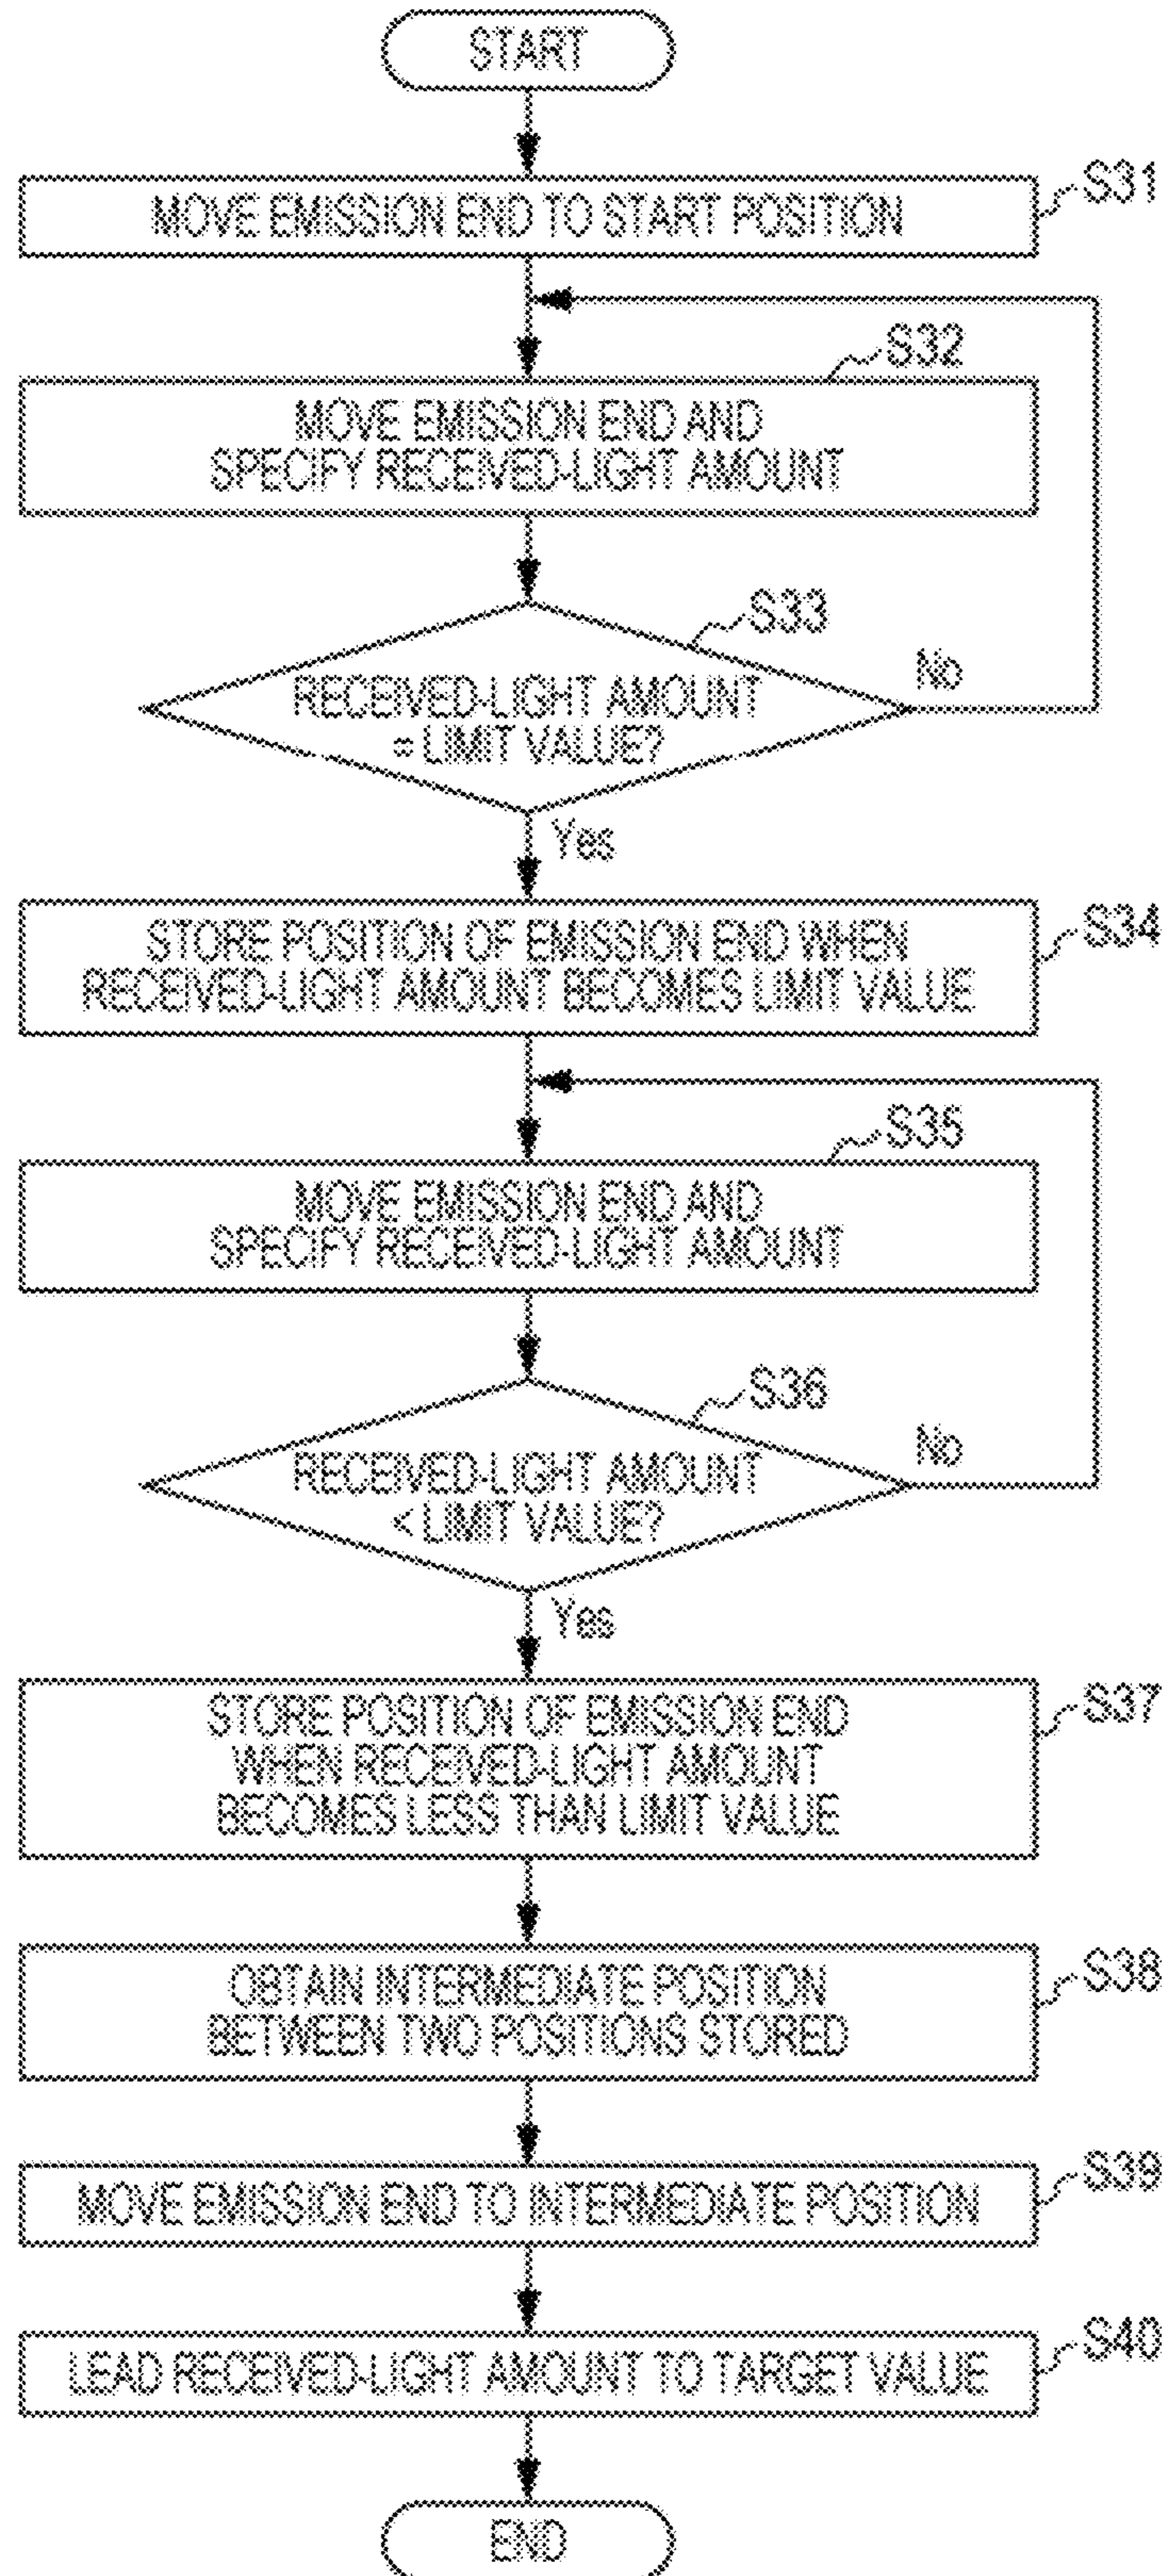 START
MOVE EMISSION END TO START POSITION
S31
S32
MOVE EMISSION END AND
SPECIFY RECEIVED-LIGHT AMOUNT
S33
RECEIVED-LIGHT AMOUNT
= LIMIT VALUE?
No
Yes
STORE POSITION OF EMISSION END WHEN
RECEIVED-LIGHT AMOUNT BECOMES LIMIT VALUE
S34
S35
MOVE EMISSION END AND
SPECIFY RECEIVED-LIGHT AMOUNT
S36
RECEIVED-LIGHT AMOUNT
< LIMIT VALUE?
No
Yes
STORE POSITION OF EMISSION END
WHEN RECEIVED-LIGHT AMOUNT
BECOMES LESS THAN LIMIT VALUE
S37
OBTAIN INTERMEDIATE POSITION
BETWEEN TWO POSITIONS STORED
S38
MOVE EMISSION END TO INTERMEDIATE POSITION
S39
LEAD RECEIVED-LIGHT AMOUNT TO TARGET VALUE
S40
END